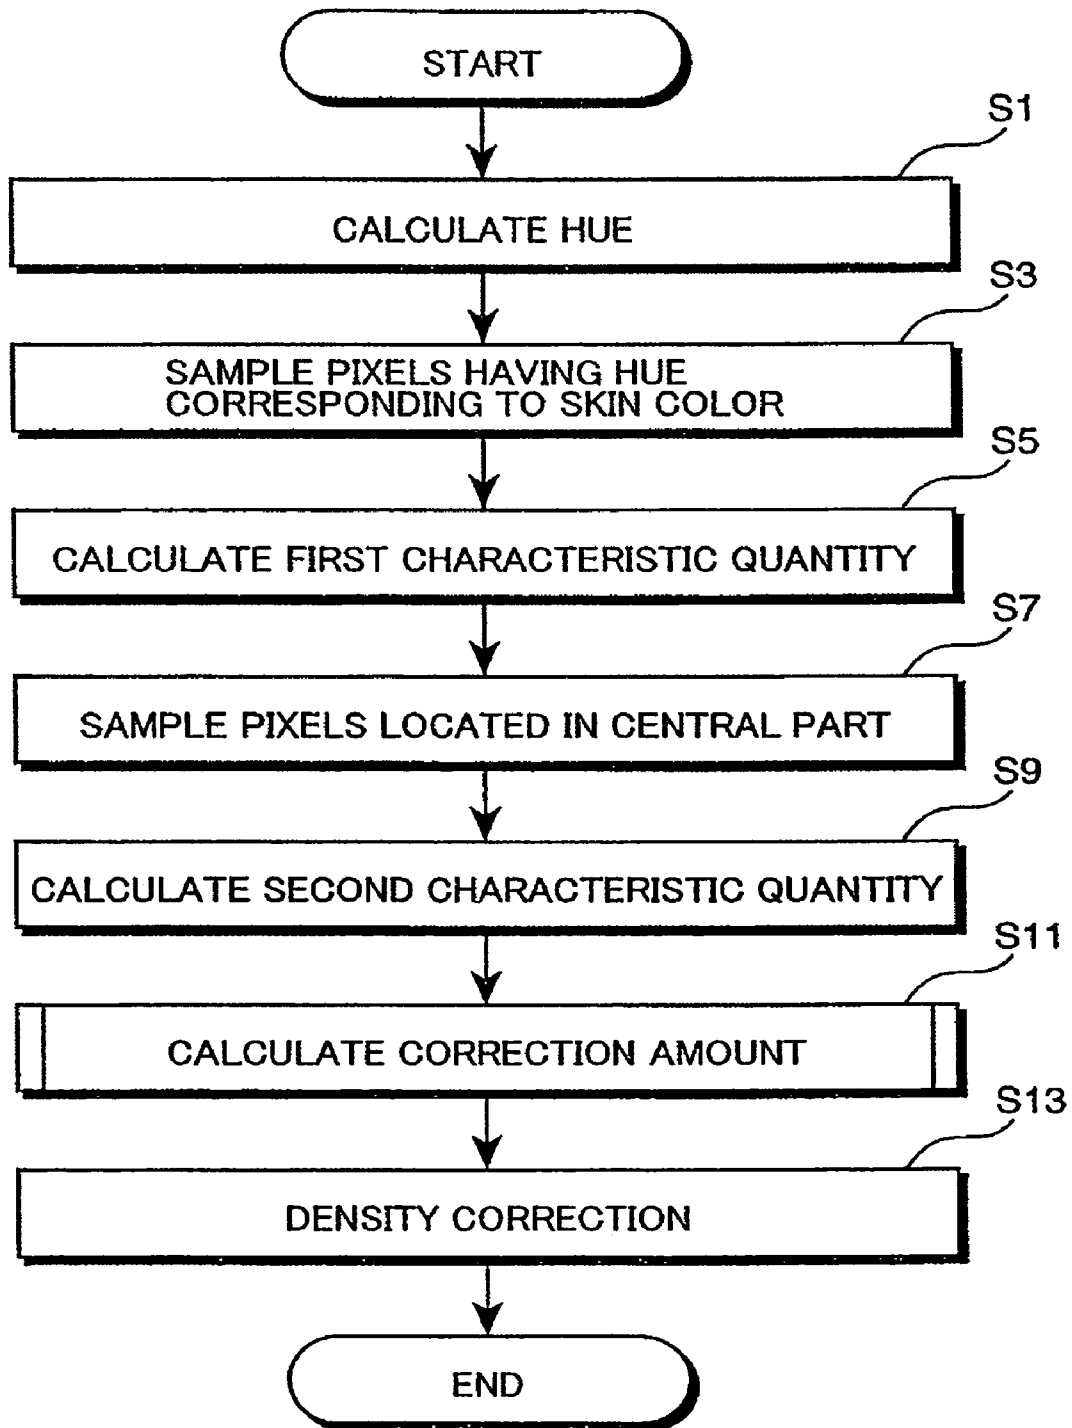 START
S1
CALCULATE HUE
S3
SAMPLE PIXELS HAVING HUE
CORRESPONDING TO SKIN COLOR
S5
CALCULATE FIRST CHARACTERISTIC QUANTITY
S7
SAMPLE PIXELS LOCATED IN CENTRAL PART
S9
CALCULATE SECOND CHARACTERISTIC QUANTITY
S11
CALCULATE CORRECTION AMOUNT
S13
DENSITY CORRECTION
END